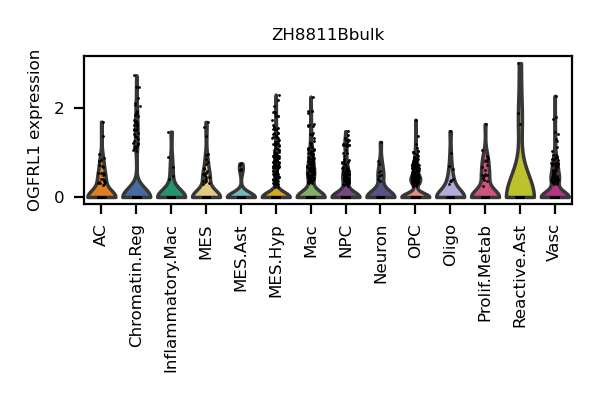 ZH8811Bbulk
OGFRL1 expression
2
0
AC
Chromatin.Reg
Inflammatory.Mac
MES
MES.Ast
MES.Hyp
Mac
NPC
Neuron
OPC
Oligo
Prolif.Metab
Reactive.Ast
Vasc